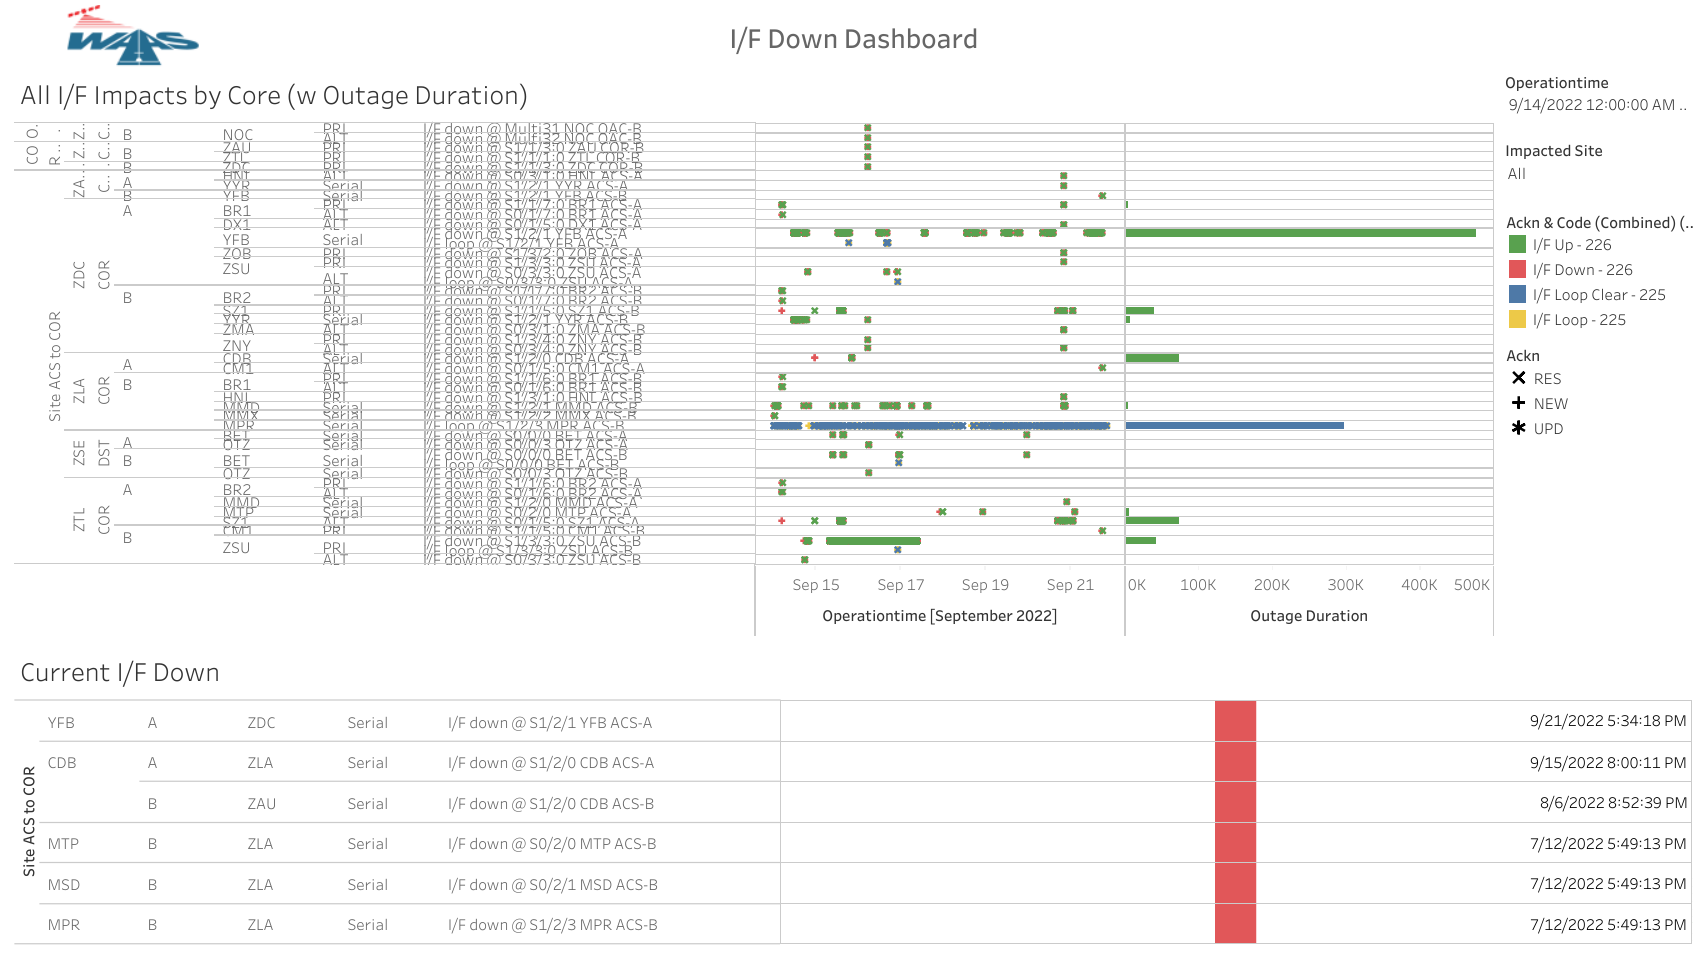 WAAS
I/F Down Dashboard
All I/F Impacts by Core (w Outage Duration)
Operationtime
9/14/2022 12:00:00 AM ..
Impacted Site
All
Ackn & Code (Combined) (..
I/F Up - 226
I/F Down - 226
I/F Loop Clear - 225
I/F Loop - 225
Ackn
RES
NEW
UPD
CO O.
R.. .
Z.. C..
B NOC PRI I/F down @ Multi31 NOC OAC-B
ALT I/F down @ Multi32 NOC OAC-B
Z.. C..
B ZAU PRI I/F down @ S1/1/3:0 ZAU COR-B
ZTL PRI I/F down @ S1/1/1:0 ZTL COR-B
B ZDC PRI I/F down @ S1/1/3:0 ZDC COR-B
Site ACS to COR
ZA.. C..
A HNL ALT I/F down @ S0/3/1:0 HNL ACS-A
YYR Serial I/F down @ S1/2/1 YYR ACS-A
B YFB Serial I/F down @ S1/2/1 YFB ACS-B
ZDC COR
A BR1 PRI I/F down @ S1/1/7:0 BR1 ACS-A
ALT I/F down @ S0/1/7:0 BR1 ACS-A
DX1 ALT I/F down @ S0/1/5:0 DX1 ACS-A
YFB Serial I/F down @ S1/2/1 YFB ACS-A
I/F loop @ S1/2/1 YFB ACS-A
ZOB PRI I/F down @ S1/3/2:0 ZOB ACS-A
ZSU PRI I/F down @ S1/3/3:0 ZSU ACS-A
ALT I/F down @ S0/3/3:0 ZSU ACS-A
I/F loop @ S0/3/3:0 ZSU ACS-A
B BR2 PRI I/F down @ S1/1/7:0 BR2 ACS-B
ALT I/F down @ S0/1/7:0 BR2 ACS-B
SZ1 PRI I/F down @ S1/1/5:0 SZ1 ACS-B
YYR Serial I/F down @ S1/2/1 YYR ACS-B
ZMA ALT I/F down @ S0/3/1:0 ZMA ACS-B
ZNY PRI I/F down @ S1/3/4:0 ZNY ACS-B
ALT I/F down @ S0/3/4:0 ZNY ACS-B
ZLA COR
A CDB Serial I/F down @ S1/2/0 CDB ACS-A
CM1 ALT I/F down @ S0/1/5:0 CM1 ACS-A
B BR1 PRI I/F down @ S1/1/6:0 BR1 ACS-B
ALT I/F down @ S0/1/6:0 BR1 ACS-B
HNL PRI I/F down @ S1/3/1:0 HNL ACS-B
MMD Serial I/F down @ S1/2/1 MMD ACS-B
MMX Serial I/F down @ S1/2/2 MMX ACS-B
MPR Serial I/F loop @ S1/2/3 MPR ACS-B
ZSE DST
A BET Serial I/F down @ S0/0/0 BET ACS-A
OTZ Serial I/F down @ S0/0/3 OTZ ACS-A
B BET Serial I/F down @ S0/0/0 BET ACS-B
I/F loop @ S0/0/0 BET ACS-B
OTZ Serial I/F down @ S0/0/3 OTZ ACS-B
ZTL COR
A BR2 PRI I/F down @ S1/1/6:0 BR2 ACS-A
ALT I/F down @ S0/1/6:0 BR2 ACS-A
MMD Serial I/F down @ S1/2/0 MMD ACS-A
MTP Serial I/F down @ S0/2/0 MTP ACS-A
SZ1 ALT I/F down @ S0/1/5:0 SZ1 ACS-A
B CM1 PRI I/F down @ S1/1/5:0 CM1 ACS-B
ZSU PRI I/F down @ S1/3/3:0 ZSU ACS-B
I/F loop @ S1/3/3:0 ZSU ACS-B
ALT I/F down @ S0/3/3:0 ZSU ACS-B
Sep 15 Sep 17 Sep 19 Sep 21 0K 100K 200K 300K 400K 500K
Operationtime [September 2022] Outage Duration
Current I/F Down
Site ACS to COR
YFB A ZDC Serial I/F down @ S1/2/1 YFB ACS-A 9/21/2022 5:34:18 PM
CDB A ZLA Serial I/F down @ S1/2/0 CDB ACS-A 9/15/2022 8:00:11 PM
B ZAU Serial I/F down @ S1/2/0 CDB ACS-B 8/6/2022 8:52:39 PM
MTP B ZLA Serial I/F down @ S0/2/0 MTP ACS-B 7/12/2022 5:49:13 PM
MSD B ZLA Serial I/F down @ S0/2/1 MSD ACS-B 7/12/2022 5:49:13 PM
MPR B ZLA Serial I/F down @ S1/2/3 MPR ACS-B 7/12/2022 5:49:13 PM